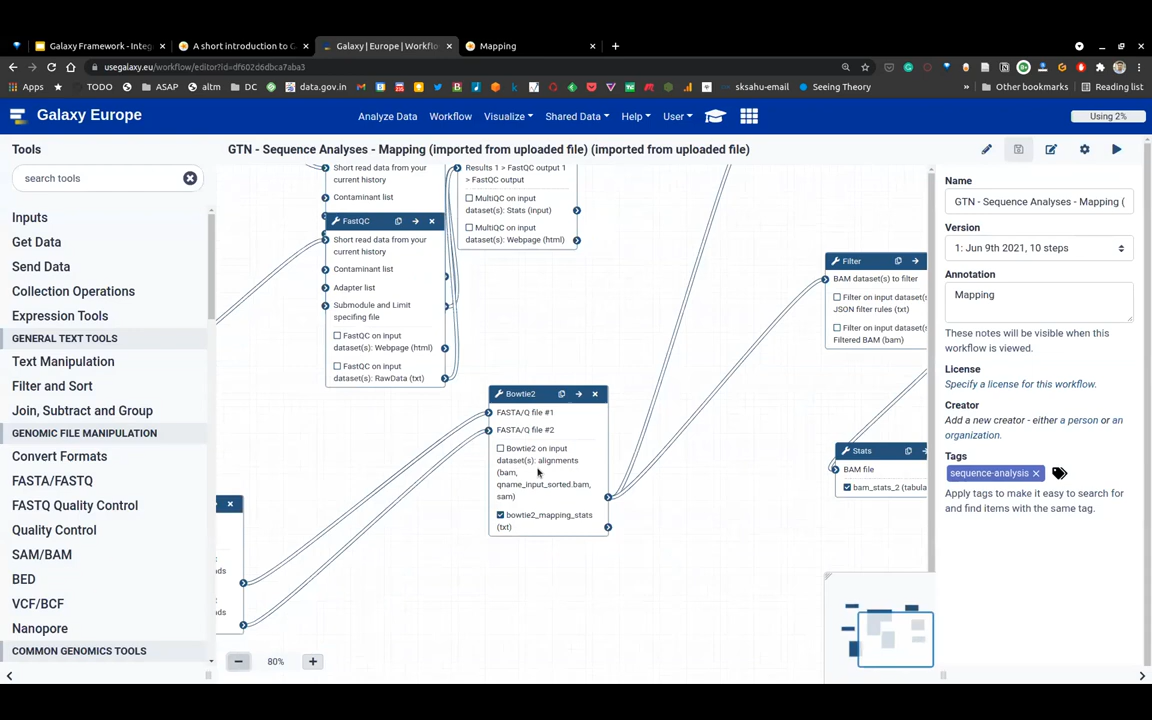 Galaxy Framework - Integ
A short introduction to G
Galaxy | Europe | Workflo
Mapping
usegalaxy.eu/workflow/editor?id=df602d6dbca7aba3
Apps
TODO
ASAP
altm
DC
data.gov.in
sksahu-email
Seeing Theory
Other bookmarks
Reading list
Galaxy Europe
Analyze Data
Workflow
Visualize
Shared Data
Help
User
Using 2%
Tools
search tools
Inputs
Get Data
Send Data
Collection Operations
Expression Tools
GENERAL TEXT TOOLS
Text Manipulation
Filter and Sort
Join, Subtract and Group
GENOMIC FILE MANIPULATION
Convert Formats
FASTA/FASTQ
FASTQ Quality Control
Quality Control
SAM/BAM
BED
VCF/BCF
Nanopore
COMMON GENOMICS TOOLS
GTN - Sequence Analyses - Mapping (imported from uploaded file) (imported from uploaded file)
Short read data from your
current history
Contaminant list
FastQC
Short read data from your
current history
Contaminant list
Adapter list
Submodule and Limit
specifing file
FastQC on input
dataset(s): Webpage (html)
FastQC on input
dataset(s): RawData (txt)
Results 1 > FastQC output 1
> FastQC output
MultiQC on input
dataset(s): Stats (input)
MultiQC on input
dataset(s): Webpage (html)
Bowtie2
FASTA/Q file #1
FASTA/Q file #2
Bowtie2 on input
dataset(s): alignments
(bam,
qname_input_sorted.bam,
sam)
bowtie2_mapping_stats
(txt)
nds
nds
Filter
BAM dataset(s) to filter
Filter on input dataset(s
JSON filter rules (txt)
Filter on input dataset(s
Filtered BAM (bam)
Stats
BAM file
bam_stats_2 (tabula
80%
Name
GTN - Sequence Analyses - Mapping (
Version
1: Jun 9th 2021, 10 steps
Annotation
Mapping
These notes will be visible when this
workflow is viewed.
License
Specify a license for this workflow.
Creator
Add a new creator - either a person or an
organization.
Tags
sequence-analysis
Apply tags to make it easy to search for
and find items with the same tag.